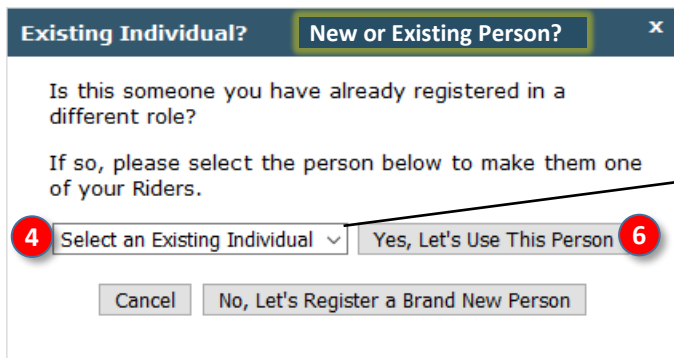 Existing Individual? New or Existing Person? x
Is this someone you have already registered in a
different role?
If so, please select the person below to make them one
of your Riders.
4 Select an Existing Individual Yes, Let's Use This Person 6
Cancel No, Let's Register a Brand New Person